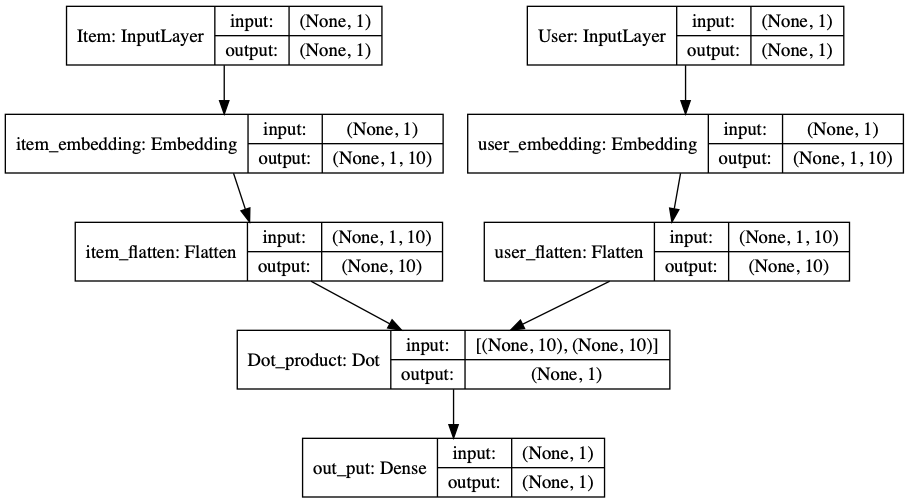 Item: InputLayer
input: (None, 1)
output: (None, 1)
User: InputLayer
input: (None, 1)
output: (None, 1)
item_embedding: Embedding
input: (None, 1)
output: (None, 1, 10)
user_embedding: Embedding
input: (None, 1)
output: (None, 1, 10)
item_flatten: Flatten
input: (None, 1, 10)
output: (None, 10)
user_flatten: Flatten
input: (None, 1, 10)
output: (None, 10)
Dot_product: Dot
input: [(None, 10), (None, 10)]
output: (None, 1)
out_put: Dense
input: (None, 1)
output: (None, 1)